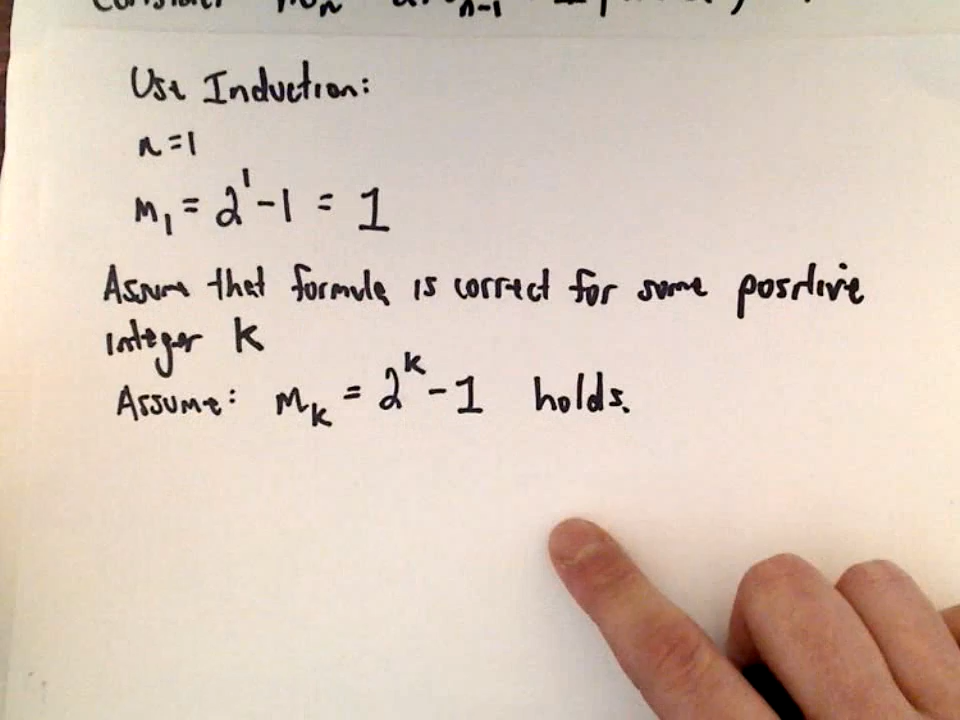 n n-1
Use Induction:
n=1
m₁ = 2¹-1 = 1
Assume that formula is correct for some positive
integer k
Assume: mₖ = 2ᵏ-1 holds.